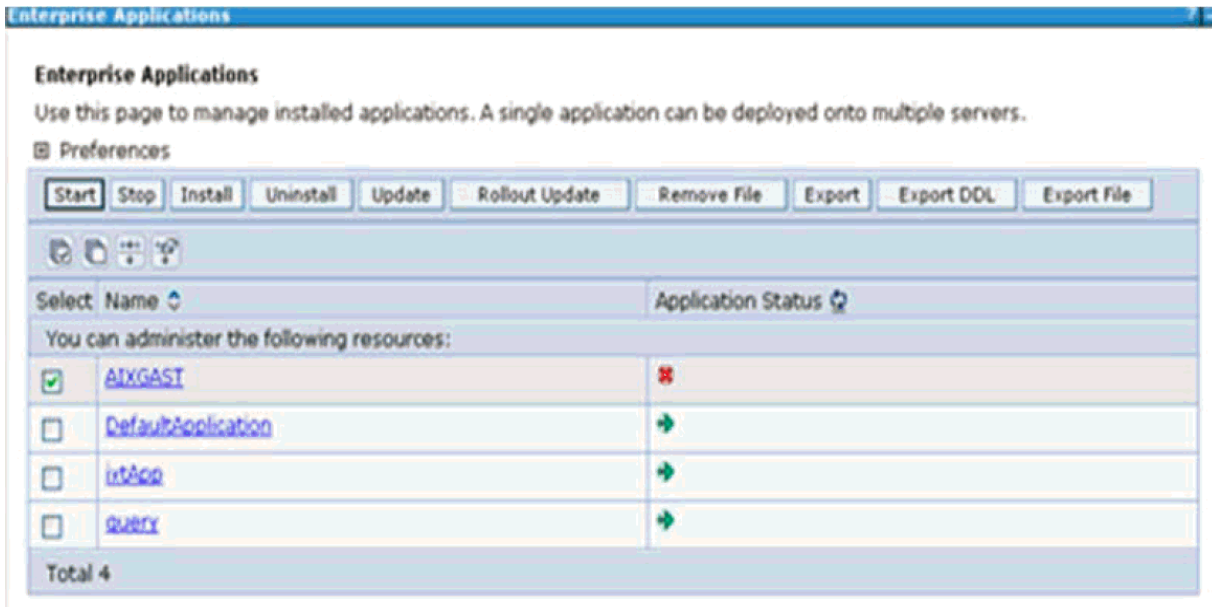 Enterprise Applications
?
Enterprise Applications
Use this page to manage installed applications. A single application can be deployed onto multiple servers.
Preferences
Start Stop Install Uninstall Update Rollout Update Remove File Export Export DDL Export File
Select Name Application Status
You can administer the following resources:
AIXGAST
DefaultApplication
ixtApp
query
Total 4